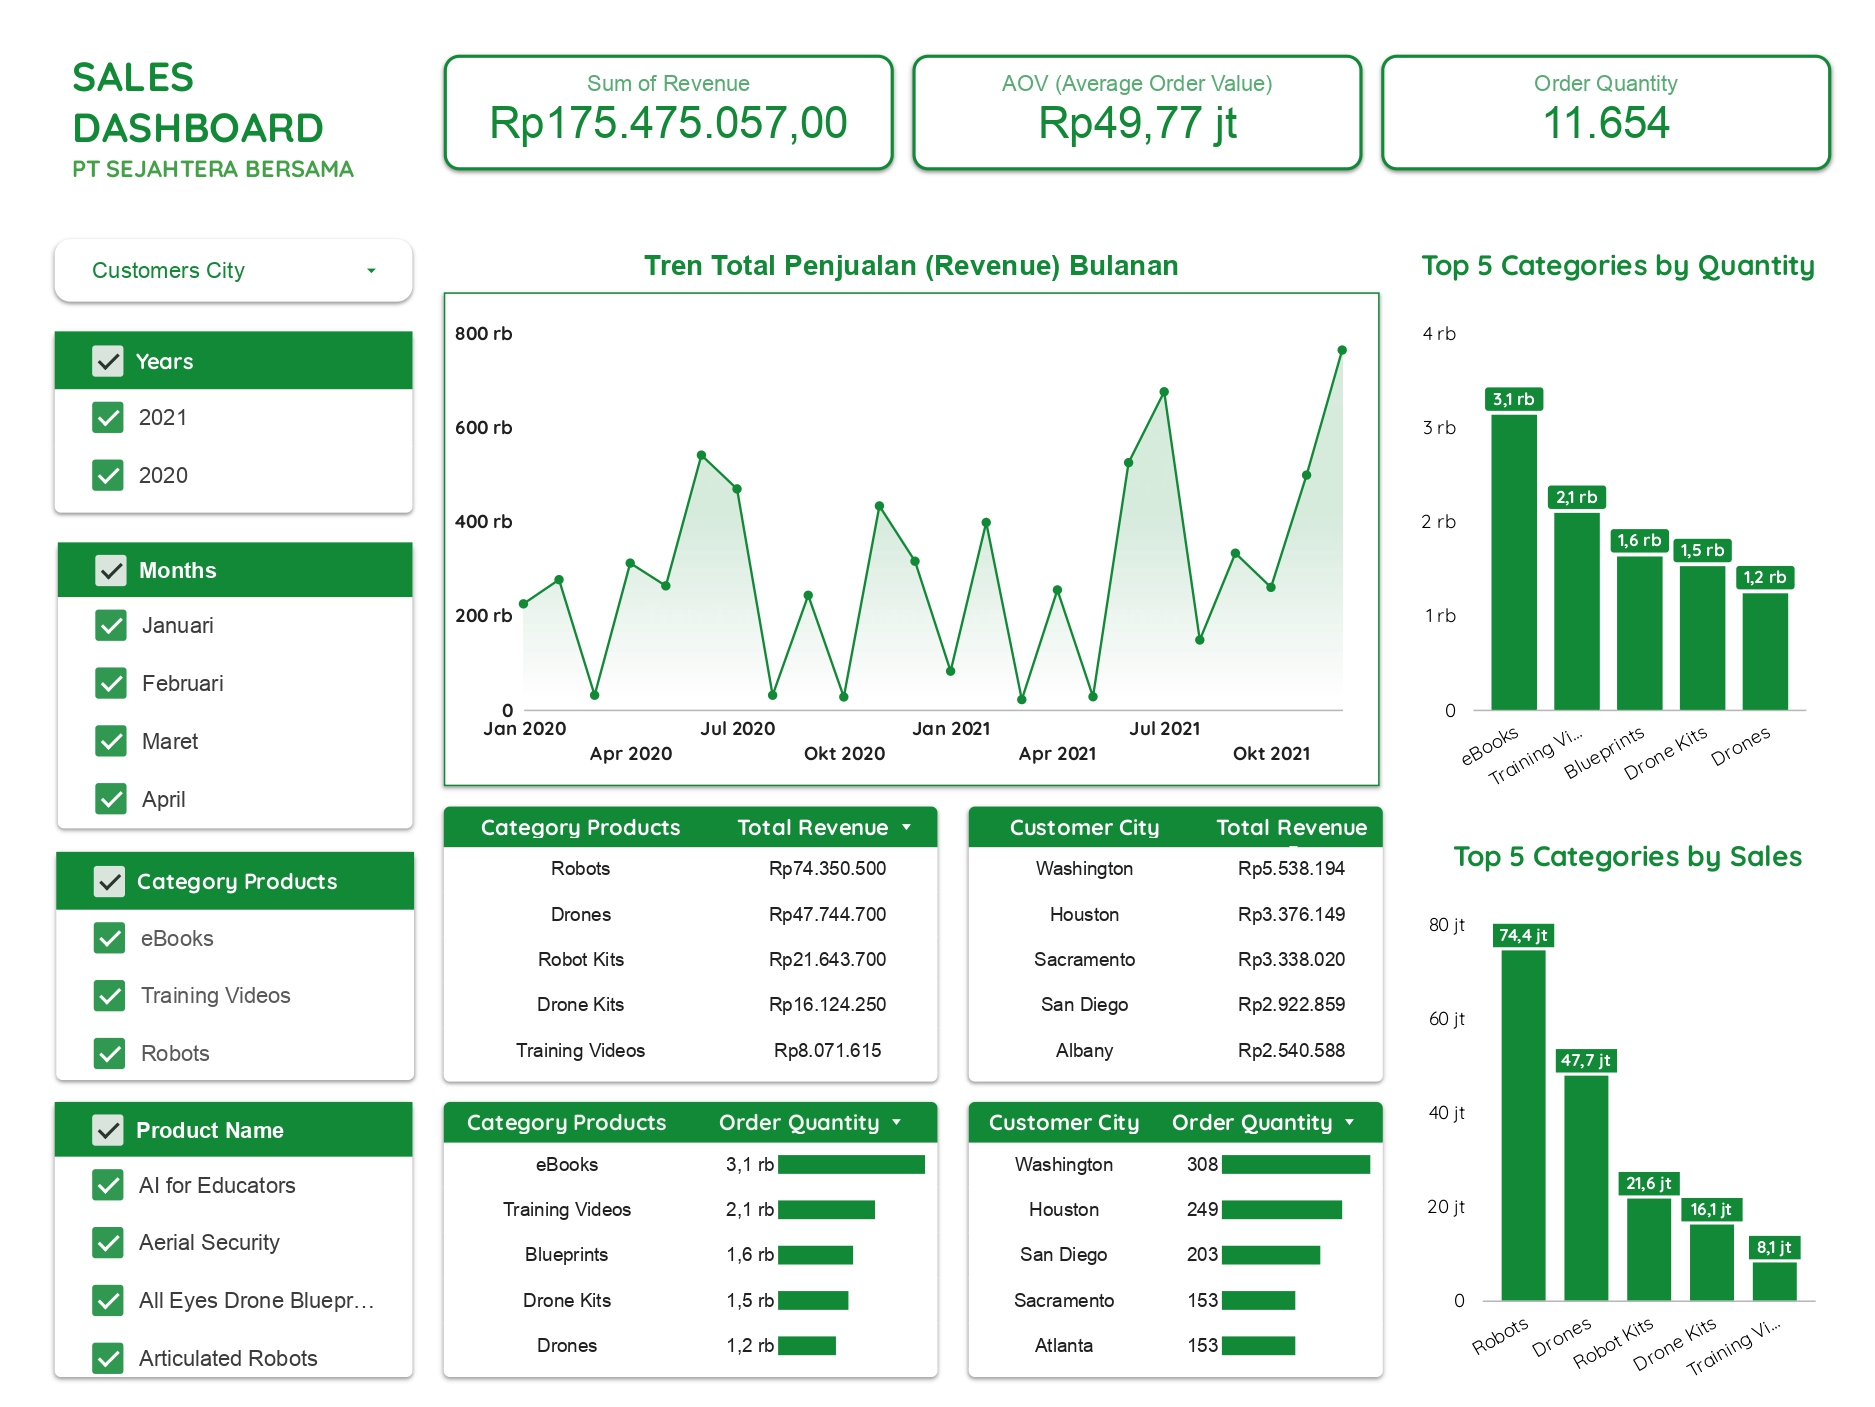 SALES
DASHBOARD
PT SEJAHTERA BERSAMA
Sum of Revenue
Rp175.475.057,00
AOV (Average Order Value)
Rp49,77 jt
Order Quantity
11.654
Customers City
Years
2021
2020
Months
Januari
Februari
Maret
April
Category Products
eBooks
Training Videos
Robots
Product Name
AI for Educators
Aerial Security
All Eyes Drone Bluepr...
Articulated Robots
Tren Total Penjualan (Revenue) Bulanan
800 rb
600 rb
400 rb
200 rb
0
Jan 2020
Apr 2020
Jul 2020
Okt 2020
Jan 2021
Apr 2021
Jul 2021
Okt 2021
Category Products Total Revenue
Robots Rp74.350.500
Drones Rp47.744.700
Robot Kits Rp21.643.700
Drone Kits Rp16.124.250
Training Videos Rp8.071.615
Customer City Total Revenue
Washington Rp5.538.194
Houston Rp3.376.149
Sacramento Rp3.338.020
San Diego Rp2.922.859
Albany Rp2.540.588
Category Products Order Quantity
eBooks 3,1 rb
Training Videos 2,1 rb
Blueprints 1,6 rb
Drone Kits 1,5 rb
Drones 1,2 rb
Customer City Order Quantity
Washington 308
Houston 249
San Diego 203
Sacramento 153
Atlanta 153
Top 5 Categories by Quantity
4 rb
3 rb
2 rb
1 rb
0
3,1 rb
2,1 rb
1,6 rb
1,5 rb
1,2 rb
eBooks
Training Vi...
Blueprints
Drone Kits
Drones
Top 5 Categories by Sales
80 jt
60 jt
40 jt
20 jt
0
74,4 jt
47,7 jt
21,6 jt
16,1 jt
8,1 jt
Robots
Drones
Robot Kits
Drone Kits
Training Vi...